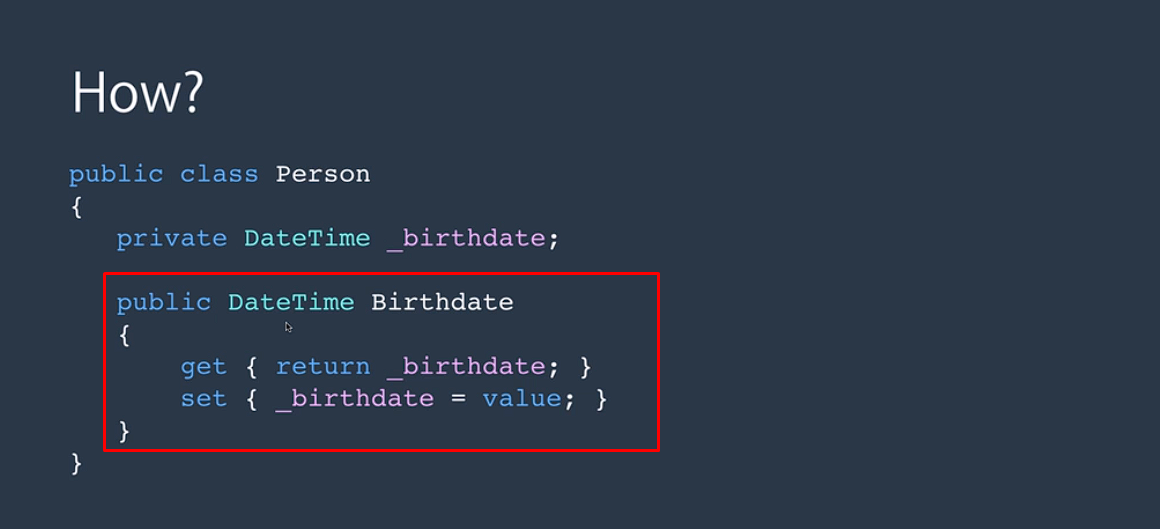 How?
public class Person
{
private DateTime _birthdate;
public DateTime Birthdate
{
get { return _birthdate; }
set { _birthdate = value; }
}
}